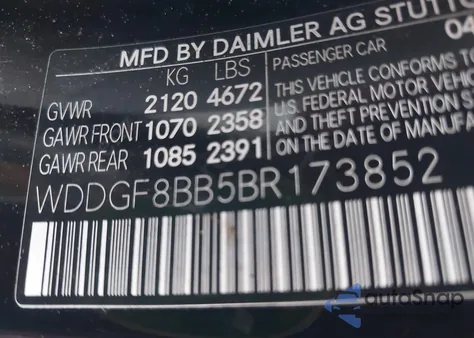 MFD BY DAIMLER AG STUTTG
KG LBS
GVWR 2120 4672
GAWR FRONT 1070 2358
GAWR REAR 1085 2391
PASSENGER CAR 04
THIS VEHICLE CONFORMS TO
U.S. FEDERAL MOTOR VEHIC
AND THEFT PREVENTION S
ON THE DATE OF MANUFA
WDDGF8BB5BR173852
autoSnap